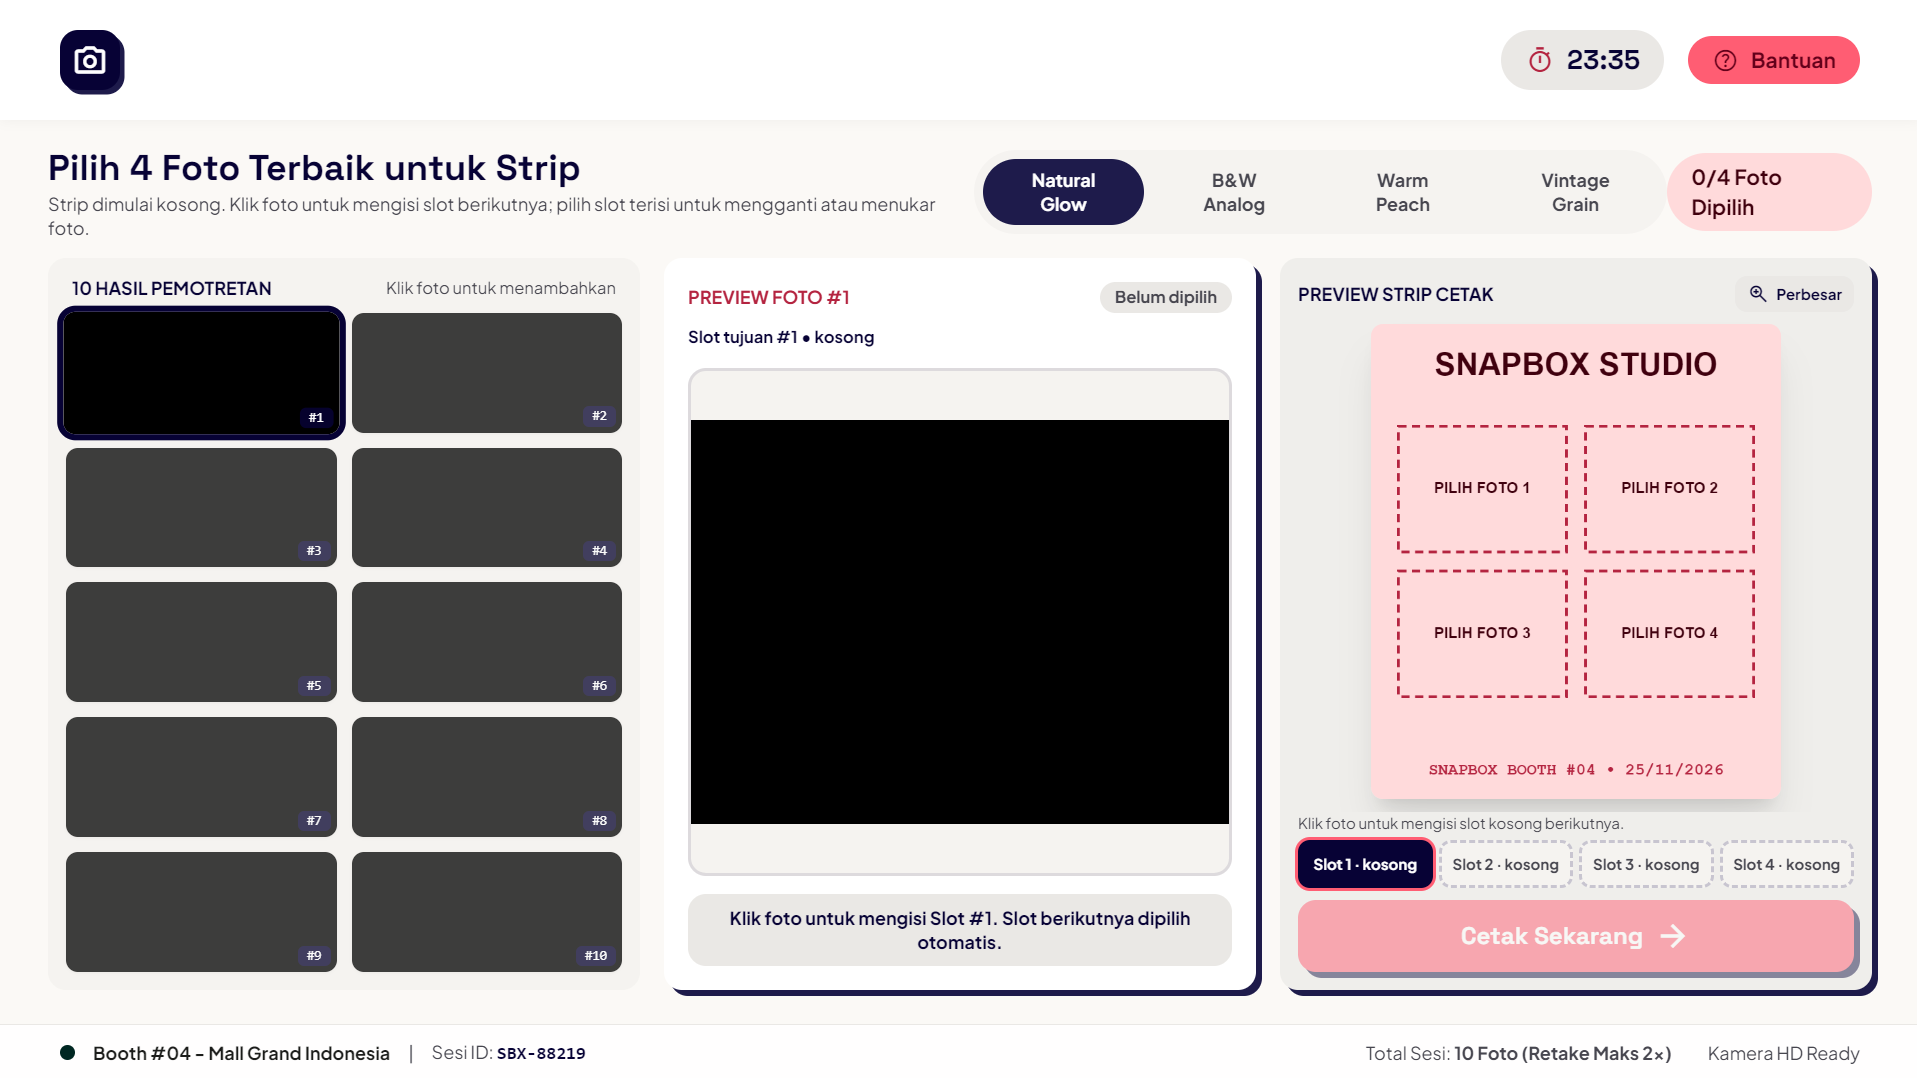 23:35
Bantuan
Pilih 4 Foto Terbaik untuk Strip
Strip dimulai kosong. Klik foto untuk mengisi slot berikutnya; pilih slot terisi untuk mengganti atau menukar
foto.
Natural
Glow
B&W
Analog
Warm
Peach
Vintage
Grain
0/4 Foto
Dipilih
10 HASIL PEMOTRETAN
Klik foto untuk menambahkan
#1
#2
#3
#4
#5
#6
#7
#8
#9
#10
PREVIEW FOTO #1
Belum dipilih
Slot tujuan #1 • kosong
Klik foto untuk mengisi Slot #1. Slot berikutnya dipilih
otomatis.
PREVIEW STRIP CETAK
Perbesar
SNAPBOX STUDIO
PILIH FOTO 1
PILIH FOTO 2
PILIH FOTO 3
PILIH FOTO 4
SNAPBOX BOOTH #04 • 25/11/2026
Klik foto untuk mengisi slot kosong berikutnya.
Slot 1 · kosong
Slot 2 · kosong
Slot 3 · kosong
Slot 4 · kosong
Cetak Sekarang
Booth #04 – Mall Grand Indonesia | Sesi ID: SBX-88219
Total Sesi: 10 Foto (Retake Maks 2×)
Kamera HD Ready